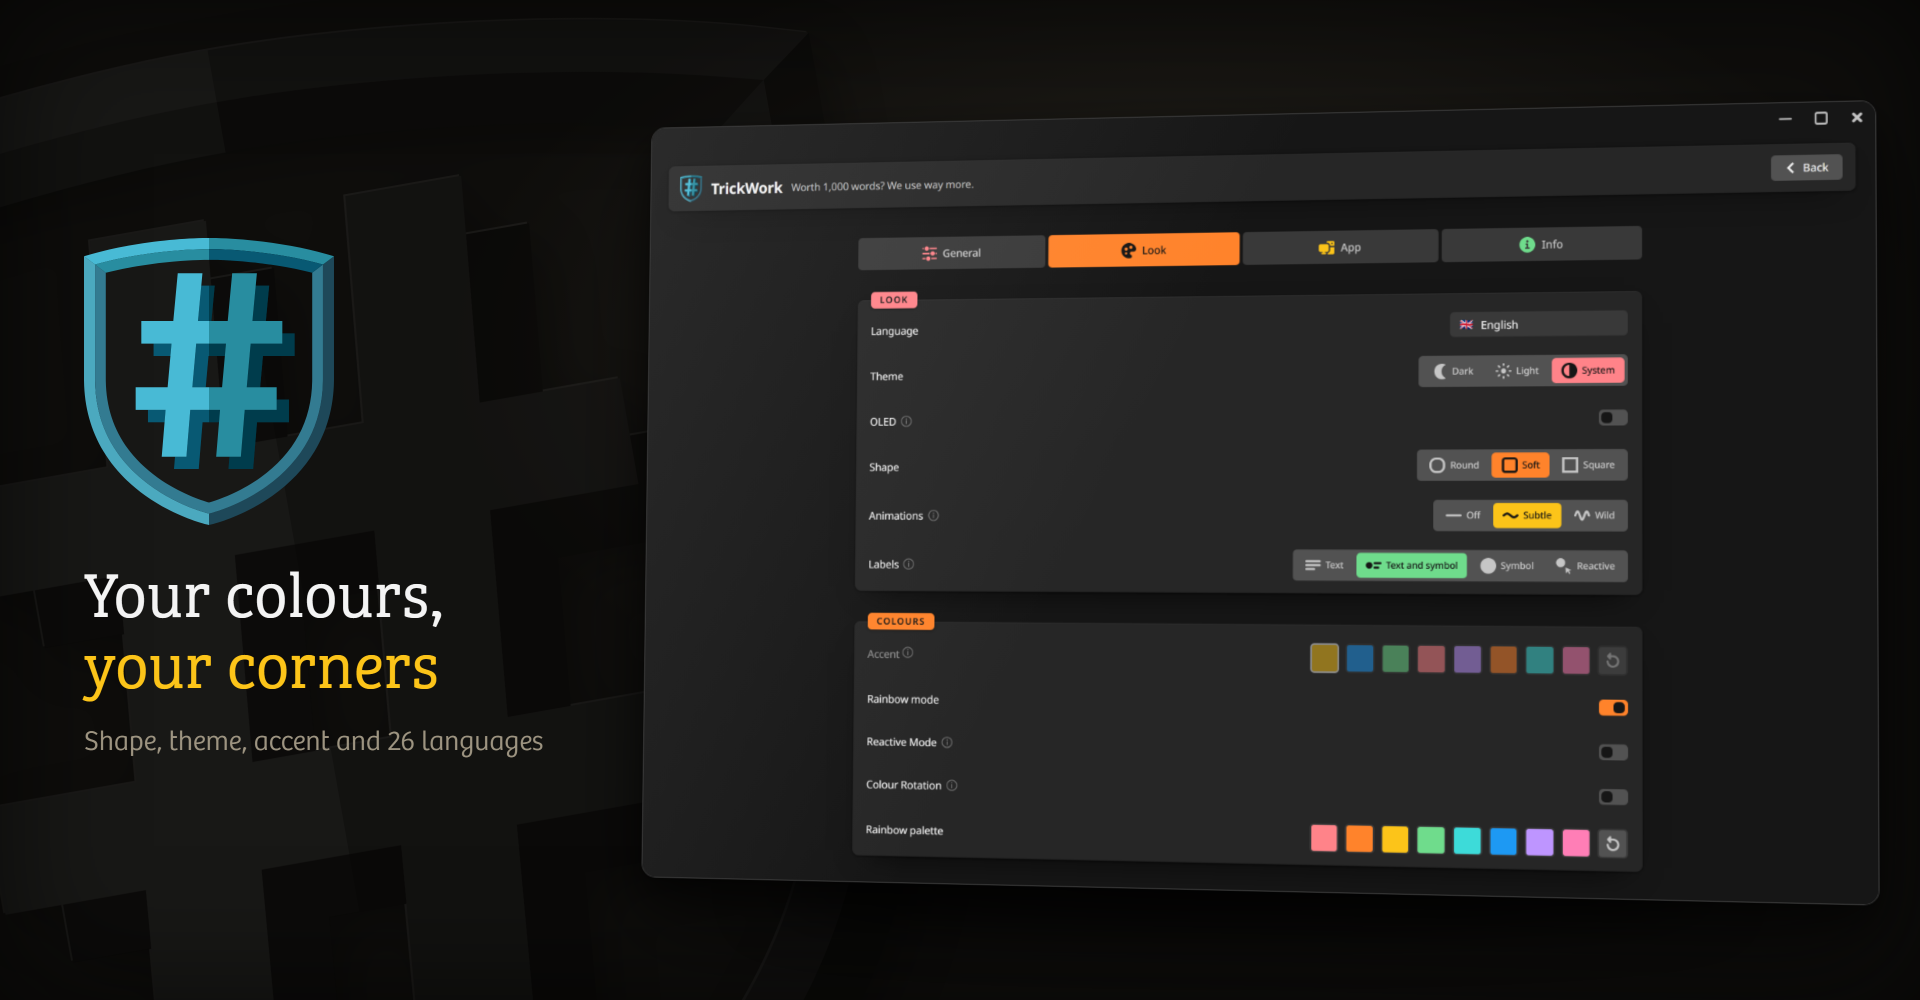 TrickWork Worth 1,000 words? We use way more.
Back
General
Look
App
Info
LOOK
Language
English
Theme
Dark
Light
System
OLED
Shape
Round
Soft
Square
Animations
Off
Subtle
Wild
Labels
Text
Text and symbol
Symbol
Reactive
COLOURS
Accent
Rainbow mode
Reactive Mode
Colour Rotation
Rainbow palette
#
Your colours,
your corners
Shape, theme, accent and 26 languages